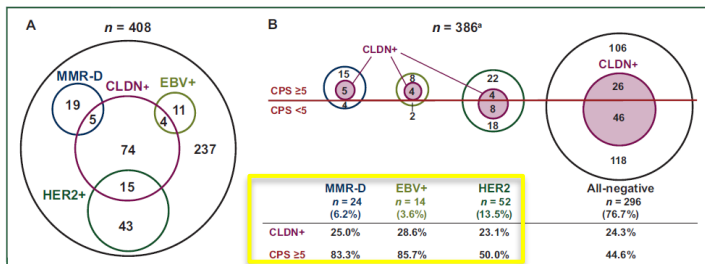 A
n = 408
MMR-D
CLDN+
EBV+
19
5
11
4
74
237
15
HER2+
43
B
n = 386ᵃ
CLDN+
106
CLDN+
15
8
22
CPS ≥5
5
4
4
26
CPS <5
4
2
8
46
18
118
MMR-D EBV+ HER2 All-negative
n = 24 n = 14 n = 52 n = 296
(6.2%) (3.6%) (13.5%) (76.7%)
CLDN+ 25.0% 28.6% 23.1% 24.3%
CPS ≥5 83.3% 85.7% 50.0% 44.6%